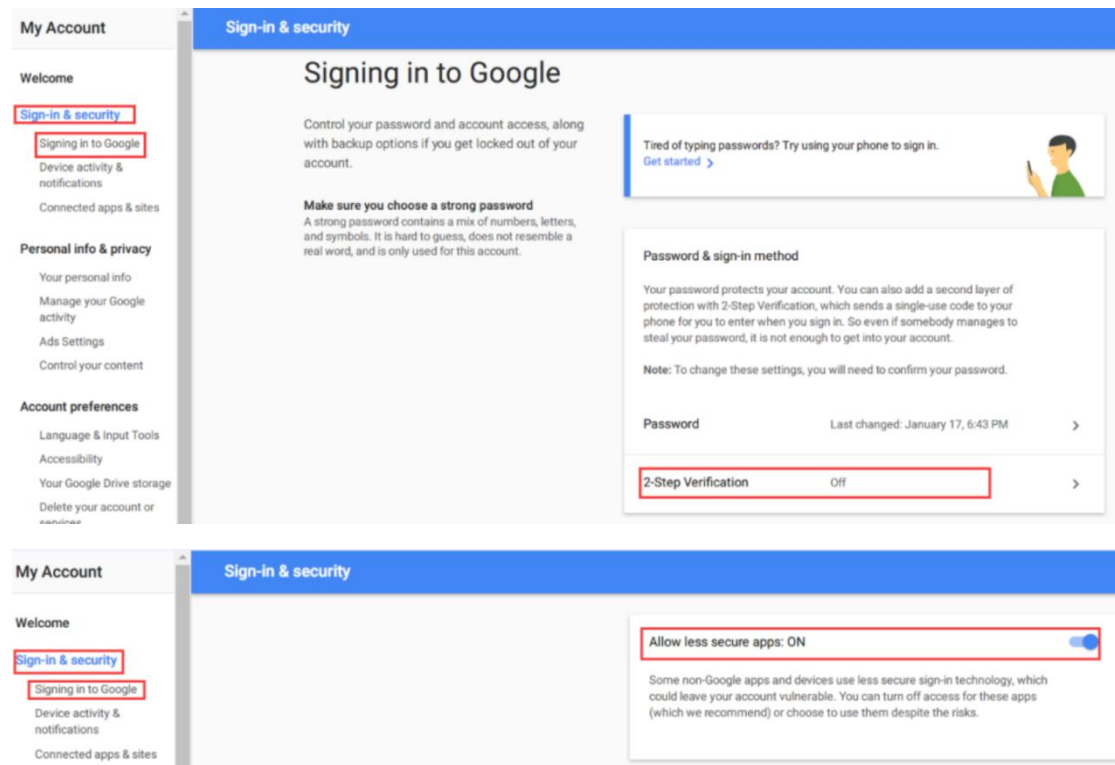 My Account
Sign-in & security
Welcome
Sign-in & security
Signing in to Google
Device activity &
notifications
Connected apps & sites
Personal info & privacy
Your personal info
Manage your Google
activity
Ads Settings
Control your content
Account preferences
Language & Input Tools
Accessibility
Your Google Drive storage
Delete your account or
services
Signing in to Google
Control your password and account access, along
with backup options if you get locked out of your
account.
Make sure you choose a strong password
A strong password contains a mix of numbers, letters,
and symbols. It is hard to guess, does not resemble a
real word, and is only used for this account.
Tired of typing passwords? Try using your phone to sign in.
Get started >
Password & sign-in method
Your password protects your account. You can also add a second layer of
protection with 2-Step Verification, which sends a single-use code to your
phone for you to enter when you sign in. So even if somebody manages to
steal your password, it is not enough to get into your account.
Note: To change these settings, you will need to confirm your password.
Password Last changed: January 17, 6:43 PM >
2-Step Verification Off >
My Account
Sign-in & security
Welcome
Sign-in & security
Signing in to Google
Device activity &
notifications
Connected apps & sites
Allow less secure apps: ON
Some non-Google apps and devices use less secure sign-in technology, which
could leave your account vulnerable. You can turn off access for these apps
(which we recommend) or choose to use them despite the risks.